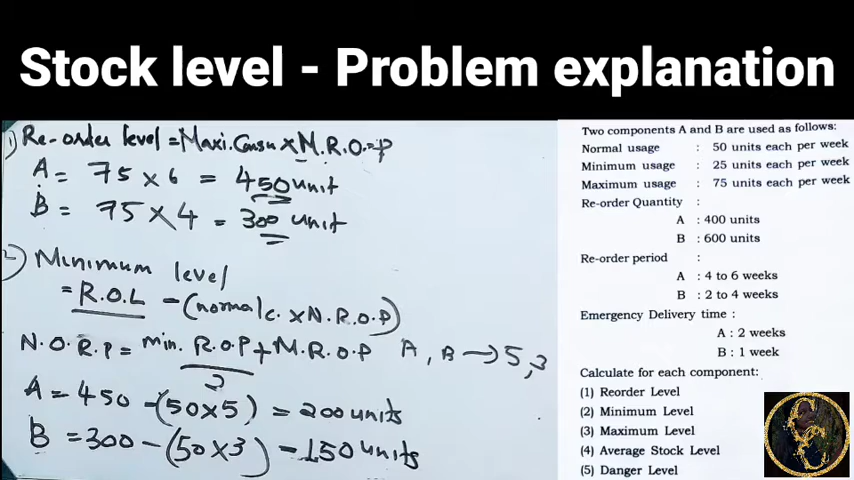 Stock level - Problem explanation
1) Re-order level = Maxi.Consu x M.R.O.P
A = 75 x 6 = 450 unit
B = 75 x 4 = 300 unit
2) Minimum level
= R.O.L - (normal c. x N.R.O.P)
N.O.R.P = min. R.O.P + M.R.O.P A, B → 5, 3
2
A = 450 - (50 x 5) = 200 units
B = 300 - (50 x 3) = 150 units
Two components A and B are used as follows:
Normal usage : 50 units each per week
Minimum usage : 25 units each per week
Maximum usage : 75 units each per week
Re-order Quantity :
A : 400 units
B : 600 units
Re-order period :
A : 4 to 6 weeks
B : 2 to 4 weeks
Emergency Delivery time :
A : 2 weeks
B : 1 week
Calculate for each component:
(1) Reorder Level
(2) Minimum Level
(3) Maximum Level
(4) Average Stock Level
(5) Danger Level